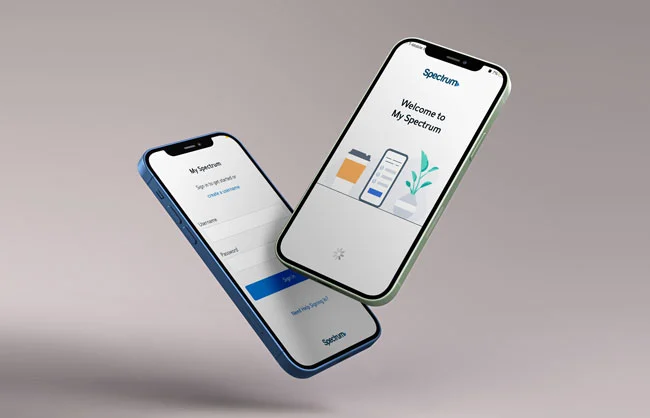 My Spectrum
Sign in to get started or
create a username
Username
Password
Sign In
Need Help Signing In?
Spectrum
Spectrum
Welcome to
My Spectrum